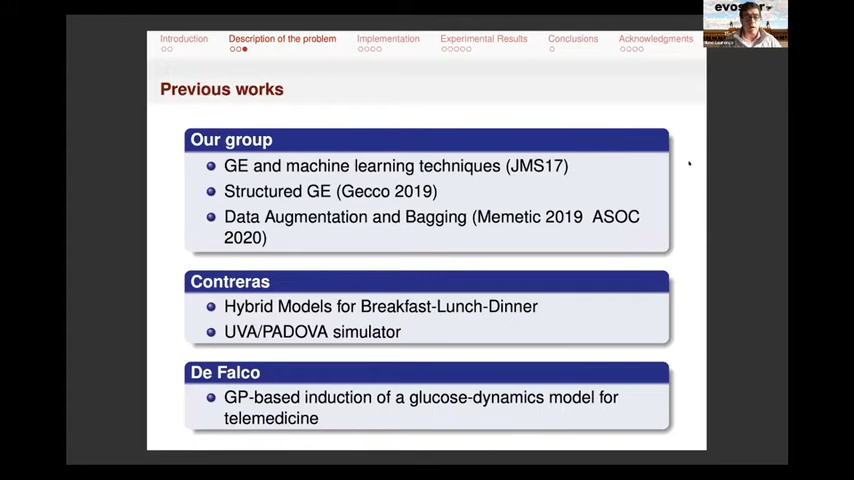 evostar
Introduction
Description of the problem
Implementation
Experimental Results
Conclusions
Acknowledgments
Previous works
Our group
GE and machine learning techniques (JMS17)
Structured GE (Gecco 2019)
Data Augmentation and Bagging (Memetic 2019 ASOC
2020)
Contreras
Hybrid Models for Breakfast-Lunch-Dinner
UVA/PADOVA simulator
De Falco
GP-based induction of a glucose-dynamics model for
telemedicine